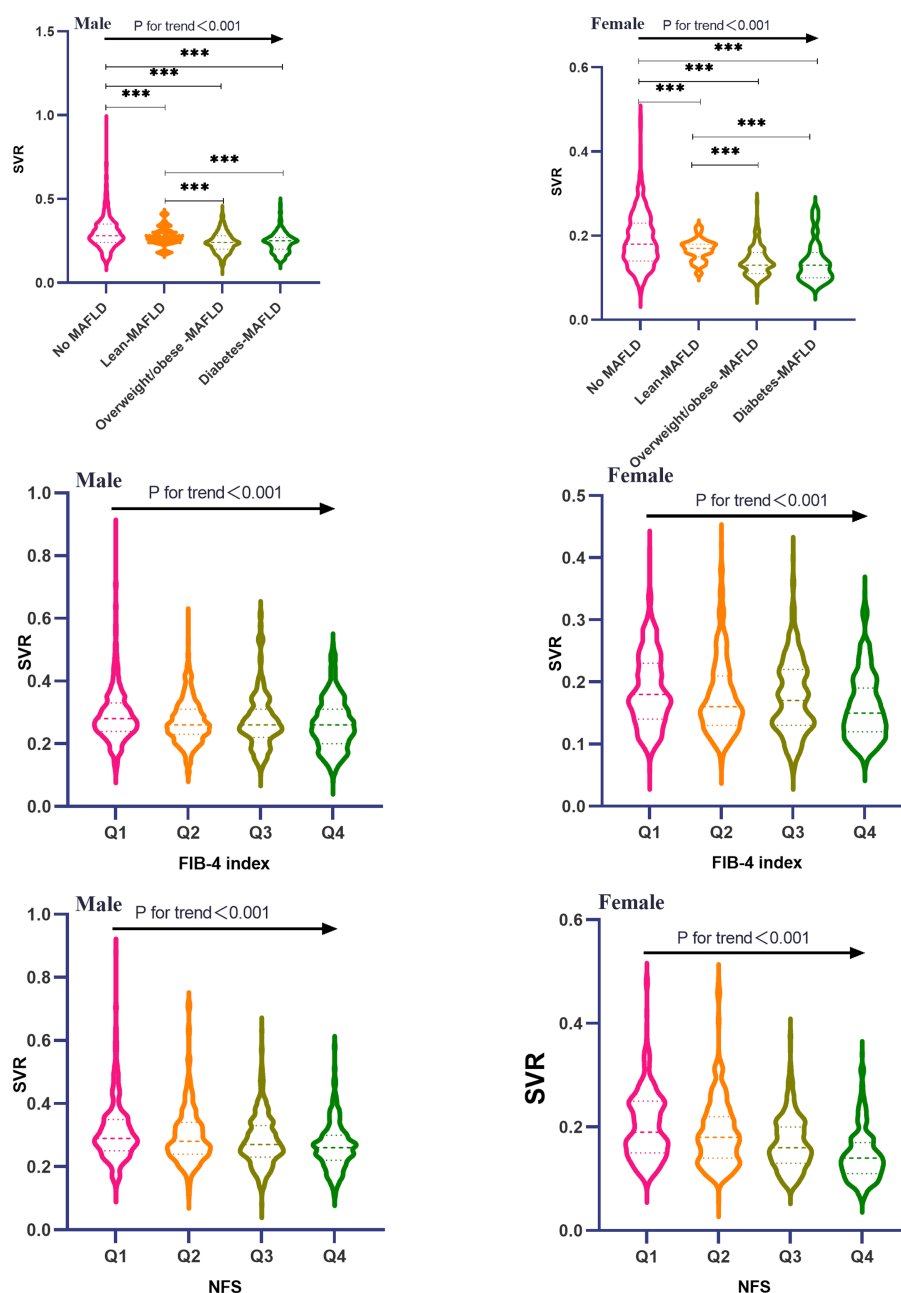 Male
P for trend＜0.001
***
***
***
***
***
SVR
1.5
1.0
0.5
0.0
No MAFLD
Lean-MAFLD
Overweight/obese -MAFLD
Diabetes-MAFLD
Female
P for trend＜0.001
***
***
***
***
***
SVR
0.6
0.4
0.2
0.0
No MAFLD
Lean-MAFLD
Overweight/obese -MAFLD
Diabetes-MAFLD
Male
P for trend＜0.001
SVR
1.0
0.8
0.6
0.4
0.2
0.0
Q1 Q2 Q3 Q4
FIB-4 index
Female
P for trend＜0.001
SVR
0.5
0.4
0.3
0.2
0.1
0.0
Q1 Q2 Q3 Q4
FIB-4 index
Male
P for trend＜0.001
SVR
1.0
0.8
0.6
0.4
0.2
0.0
Q1 Q2 Q3 Q4
NFS
Female
P for trend＜0.001
SVR
0.6
0.4
0.2
0.0
Q1 Q2 Q3 Q4
NFS